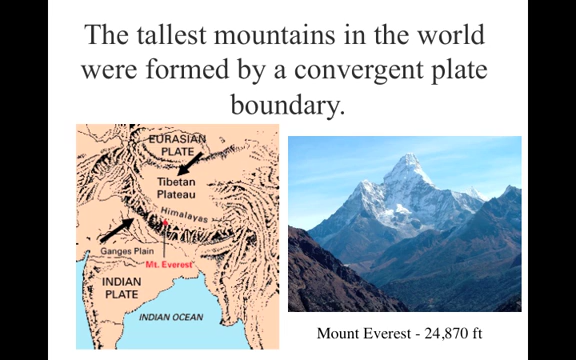 The tallest mountains in the world
were formed by a convergent plate
boundary.
EURASIAN
PLATE
Tibetan
Plateau
Himalayas
Ganges Plain
Mt. Everest
INDIAN
PLATE
INDIAN OCEAN
Mount Everest - 24,870 ft